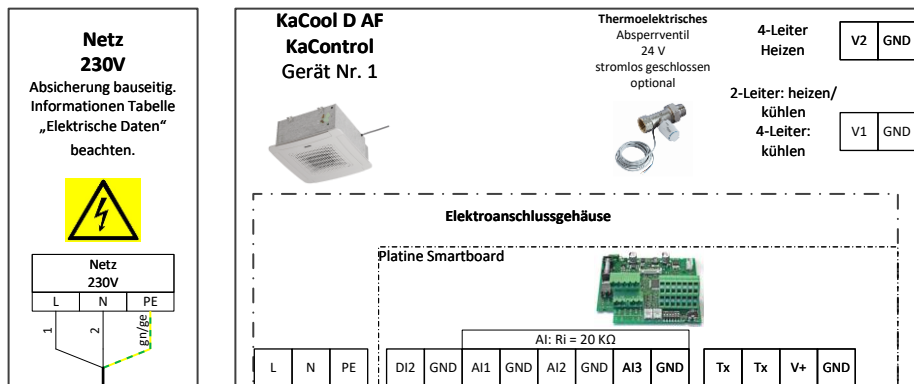 Netz
230V
Absicherung bauseitig.
Informationen Tabelle
„Elektrische Daten“
beachten.
Netz
230V
L N PE
1 2 gn/ge
KaCool D AF
KaControl
Gerät Nr. 1
Thermoelektrisches
Absperrventil
24 V
stromlos geschlossen
optional
4-Leiter
Heizen
V2 GND
2-Leiter: heizen/
kühlen
4-Leiter:
kühlen
V1 GND
Elektroanschlussgehäuse
Platine Smartboard
AI: Ri = 20 KΩ
L N PE DI2 GND AI1 GND AI2 GND AI3 GND Tx Tx V+ GND